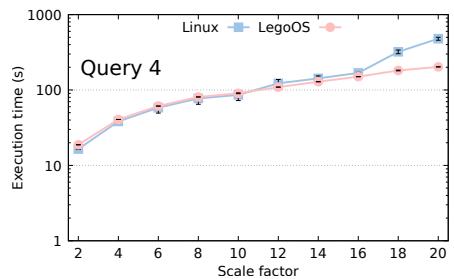 1000
Linux LegoOS
Query 4
100
Execution time (s)
10
1
2 4 6 8 10 12 14 16 18 20
Scale factor